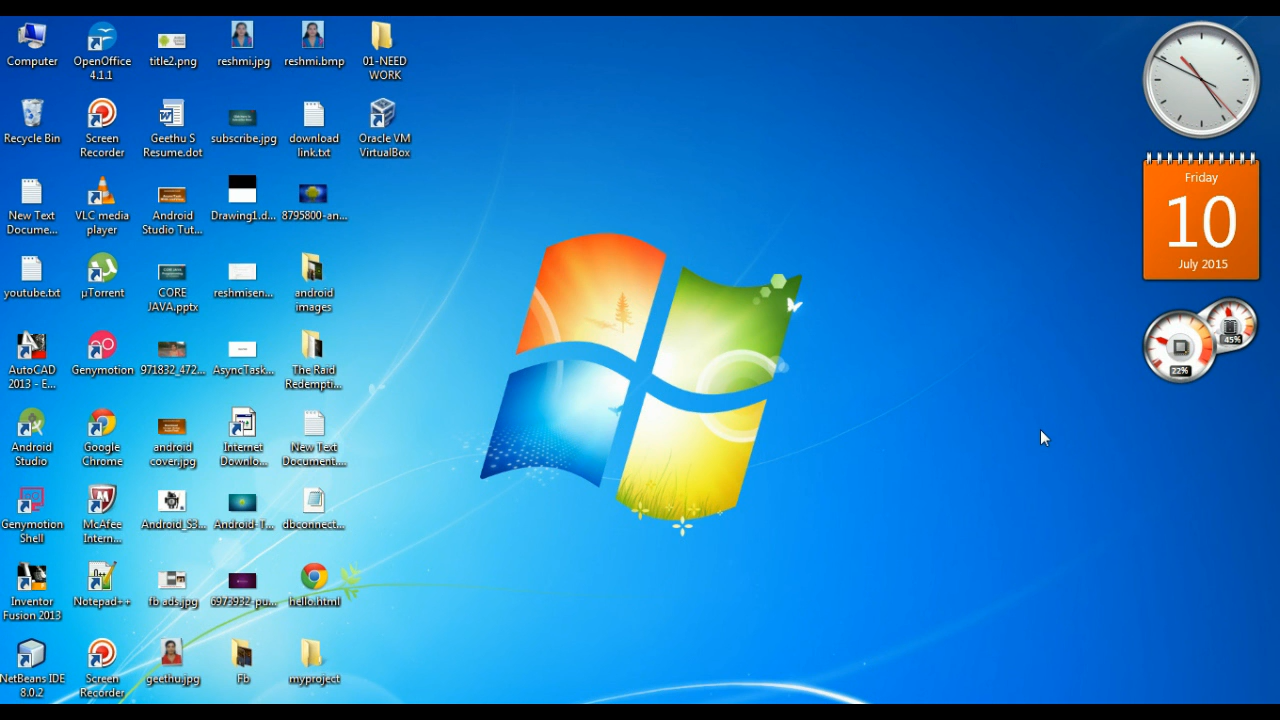 Computer
OpenOffice
4.1.1
title2.png
reshmi.jpg
reshmi.bmp
01-NEED
WORK
Recycle Bin
Screen
Recorder
Geethu S
Resume.dot
subscribe.jpg
download
link.txt
Oracle VM
VirtualBox
New Text
Docume...
VLC media
player
Android
Studio Tut...
Drawing1.d...
8795800-an...
youtube.txt
µTorrent
CORE
JAVA.pptx
reshmisen...
android
images
AutoCAD
2013 - E...
Genymotion
971832_472...
AsyncTask...
The Raid
Redempti...
Android
Studio
Google
Chrome
android
cover.jpg
Internet
Downlo...
New Text
Document....
Genymotion
Shell
McAfee
Intern...
Android_S3...
Android-T...
dbconnect...
Inventor
Fusion 2013
Notepad++
fb ads.jpg
6973932-pu...
hello.html
NetBeans IDE
8.0.2
Screen
Recorder
geethu.jpg
Fb
myproject
Friday
10
July 2015
45%
22%